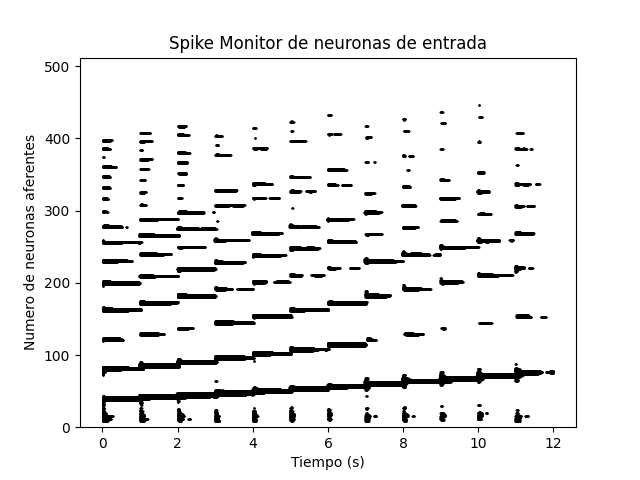 Spike Monitor de neuronas de entrada
500
400
300
200
100
0
Numero de neuronas aferentes
0 2 4 6 8 10 12
Tiempo (s)